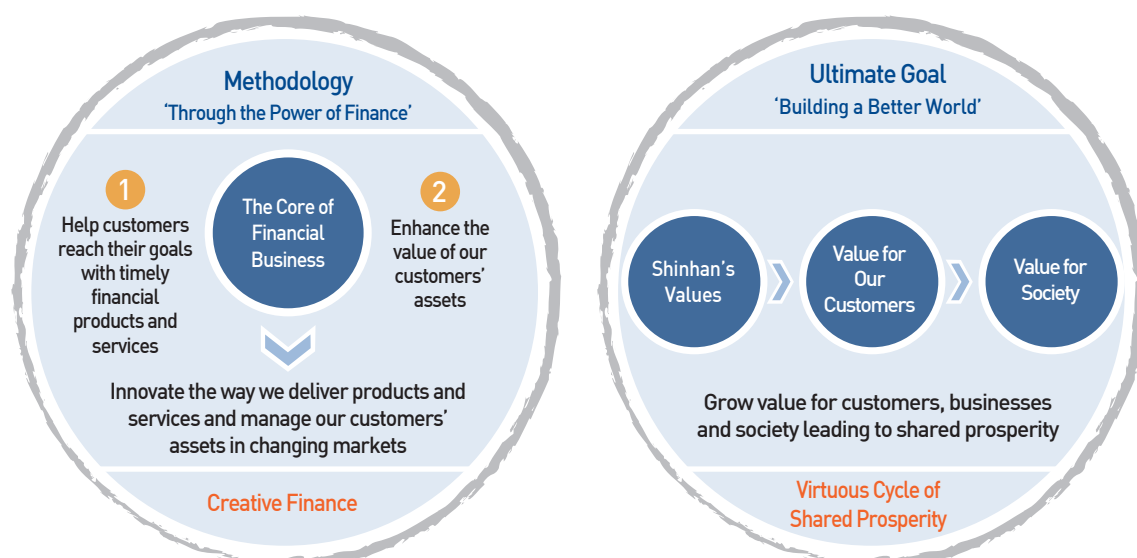 Methodology
‘Through the Power of Finance’
1
Help customers
reach their goals
with timely
financial
products and
services
The Core of
Financial
Business
2
Enhance the
value of our
customers’
assets
Innovate the way we deliver products and
services and manage our customers’
assets in changing markets
Creative Finance
Ultimate Goal
‘Building a Better World’
Shinhan’s
Values
Value for
Our
Customers
Value for
Society
Grow value for customers, businesses
and society leading to shared prosperity
Virtuous Cycle of
Shared Prosperity